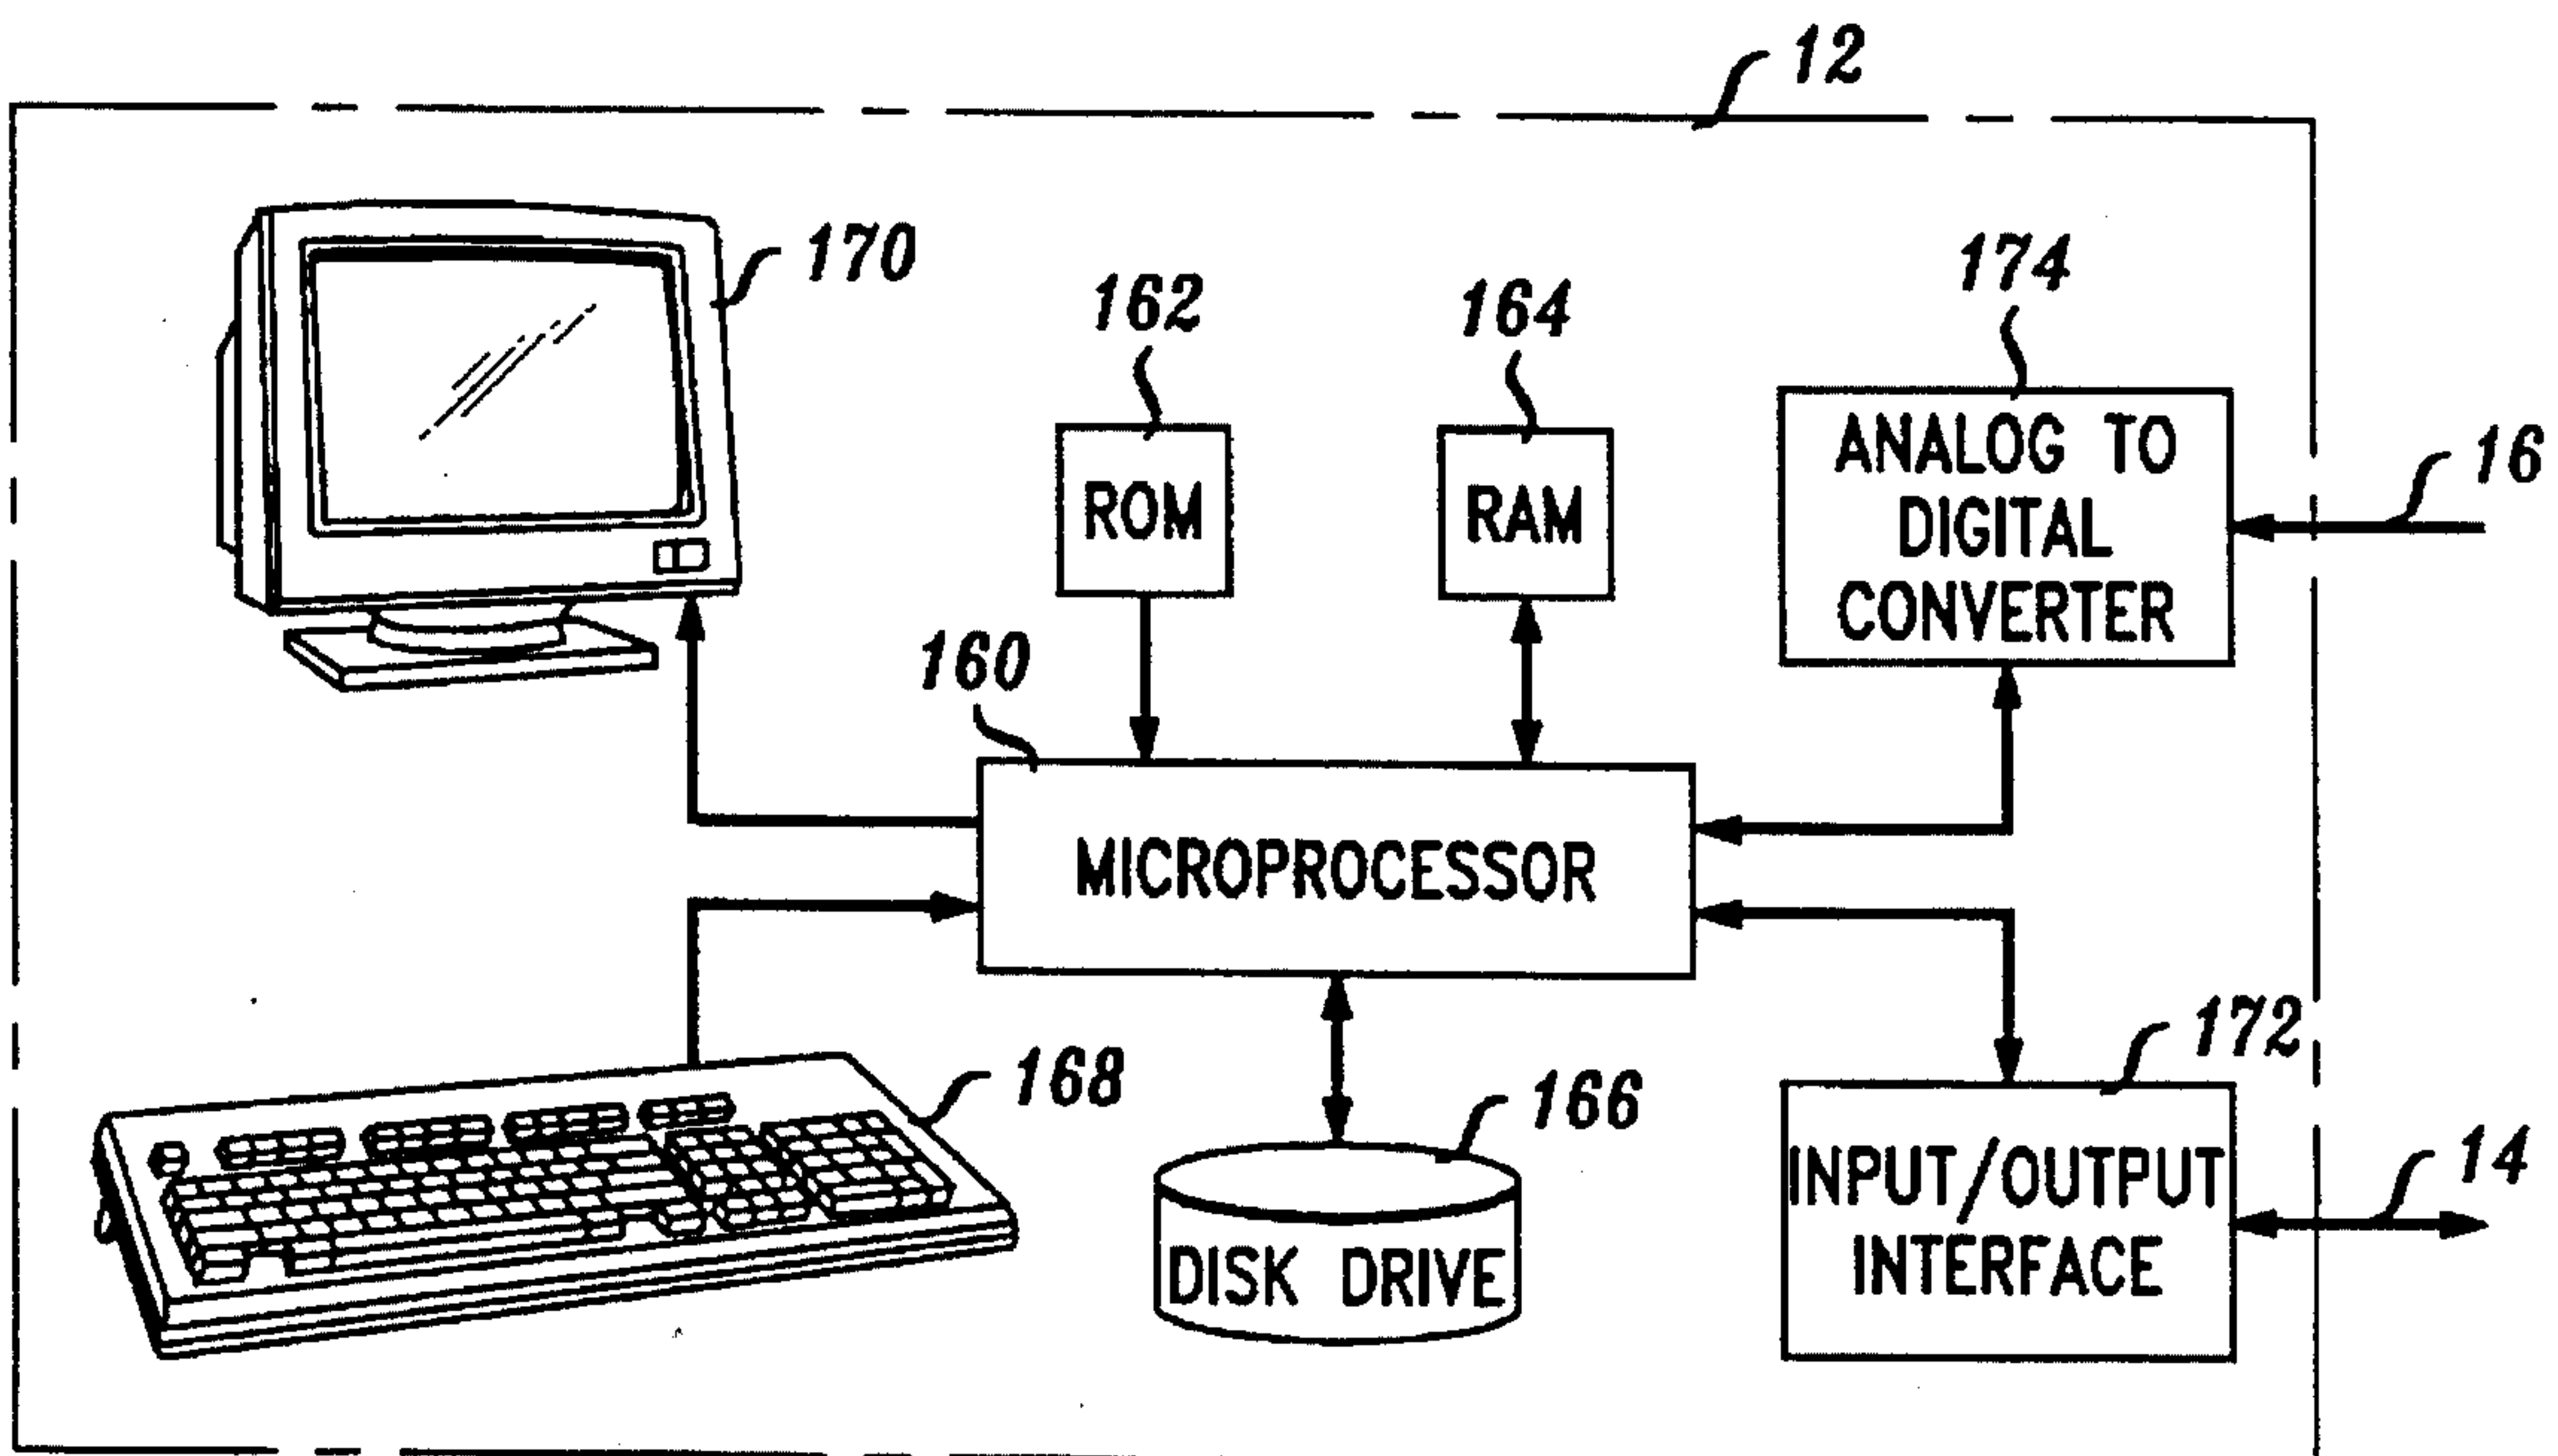 12
170
162
164
174
ROM
RAM
ANALOG TO
DIGITAL
CONVERTER
16
160
MICROPROCESSOR
168
166
172
DISK DRIVE
INPUT/OUTPUT
INTERFACE
14